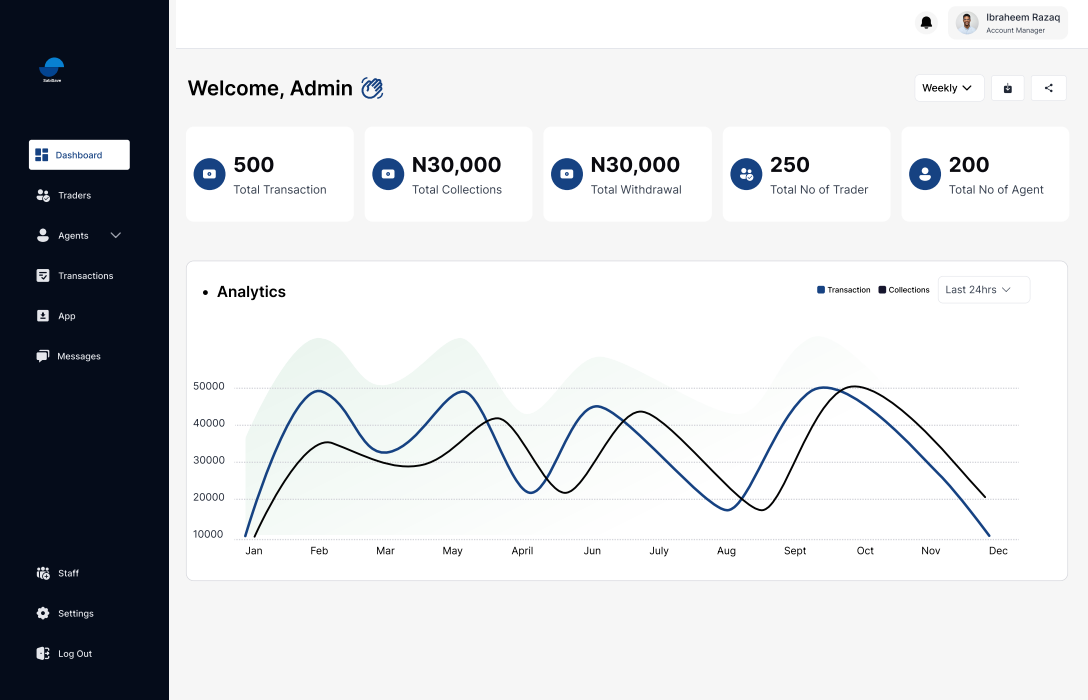 Ibraheem Razaq
Account Manager
SabiSave
Welcome, Admin
Weekly
Dashboard
Traders
Agents
Transactions
App
Messages
Staff
Settings
Log Out
500
Total Transaction
N30,000
Total Collections
N30,000
Total Withdrawal
250
Total No of Trader
200
Total No of Agent
• Analytics
Transaction
Collections
Last 24hrs
50000
40000
30000
20000
10000
Jan Feb Mar May April Jun July Aug Sept Oct Nov Dec